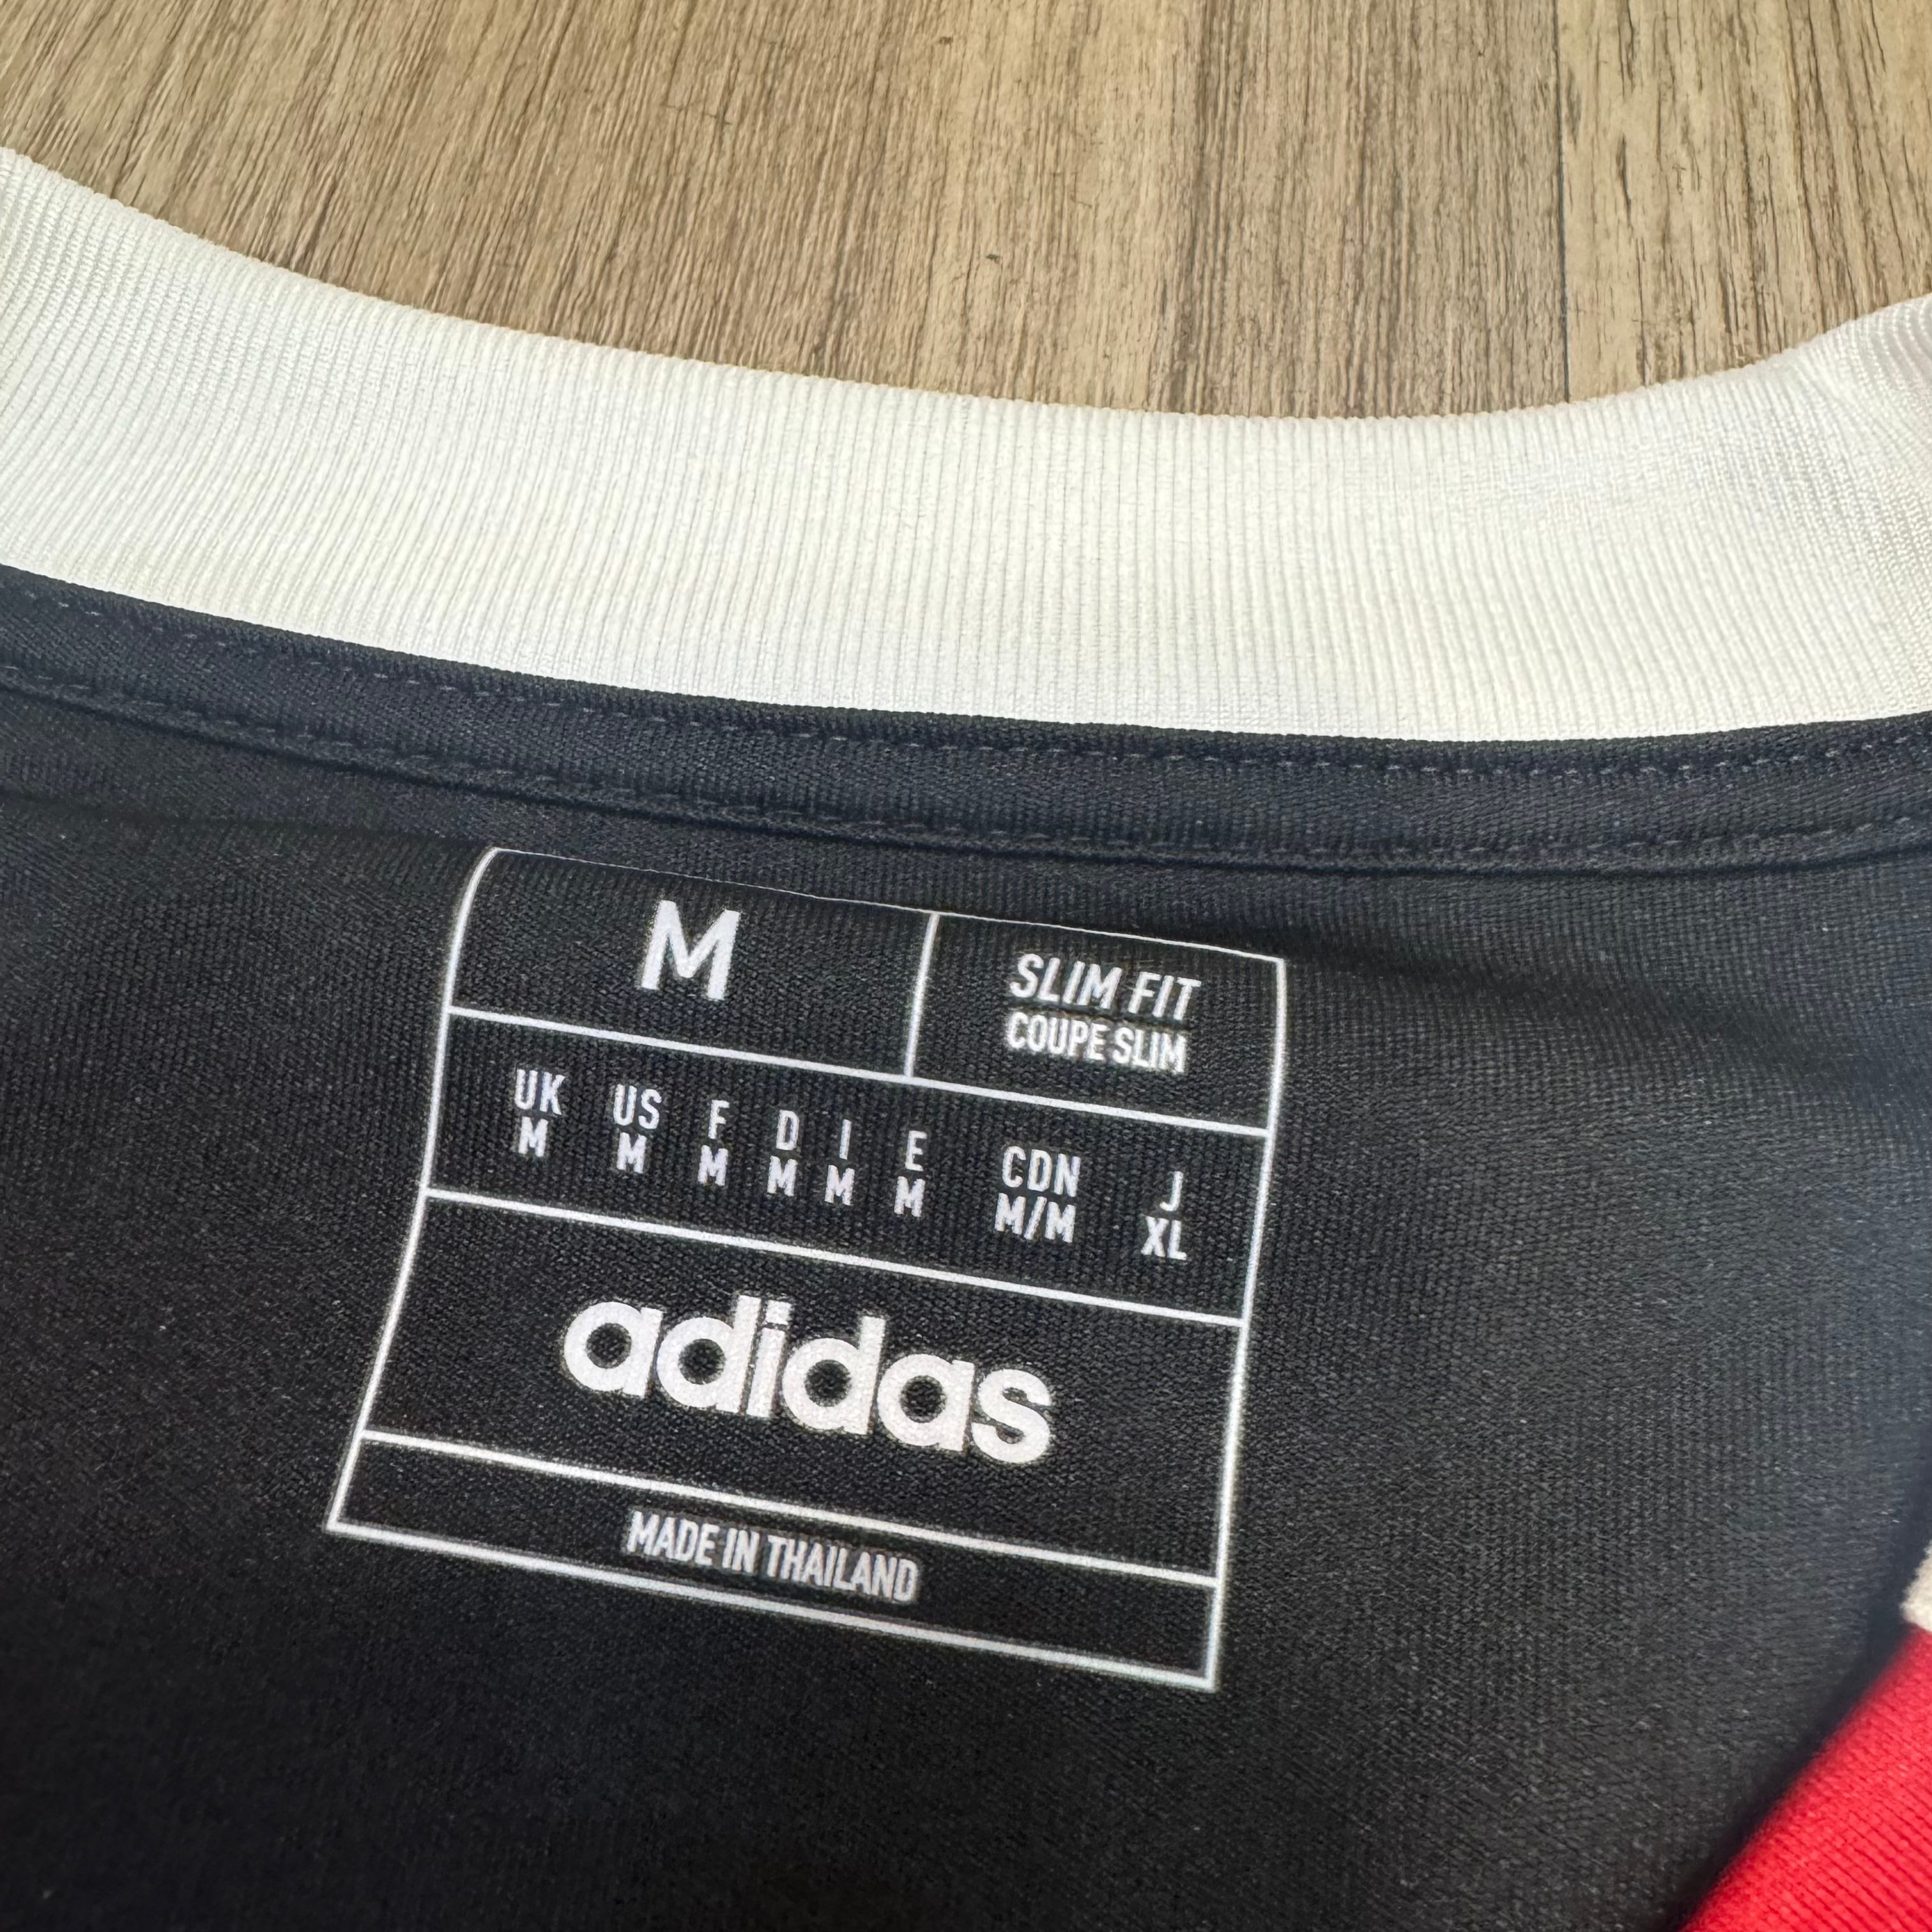 M
SLIM FIT
COUPE SLIM
UK US F D I E CDN J
M M M M M M M/M XL
adidas
MADE IN THAILAND